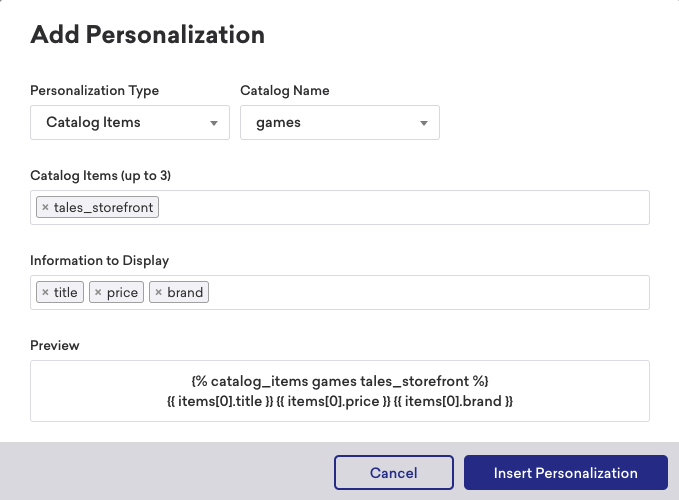 Add Personalization
Personalization Type
Catalog Name
Catalog Items
games
Catalog Items (up to 3)
× tales_storefront
Information to Display
× title × price × brand
Preview
{% catalog_items games tales_storefront %}
{{ items[0].title }} {{ items[0].price }} {{ items[0].brand }}
Cancel
Insert Personalization